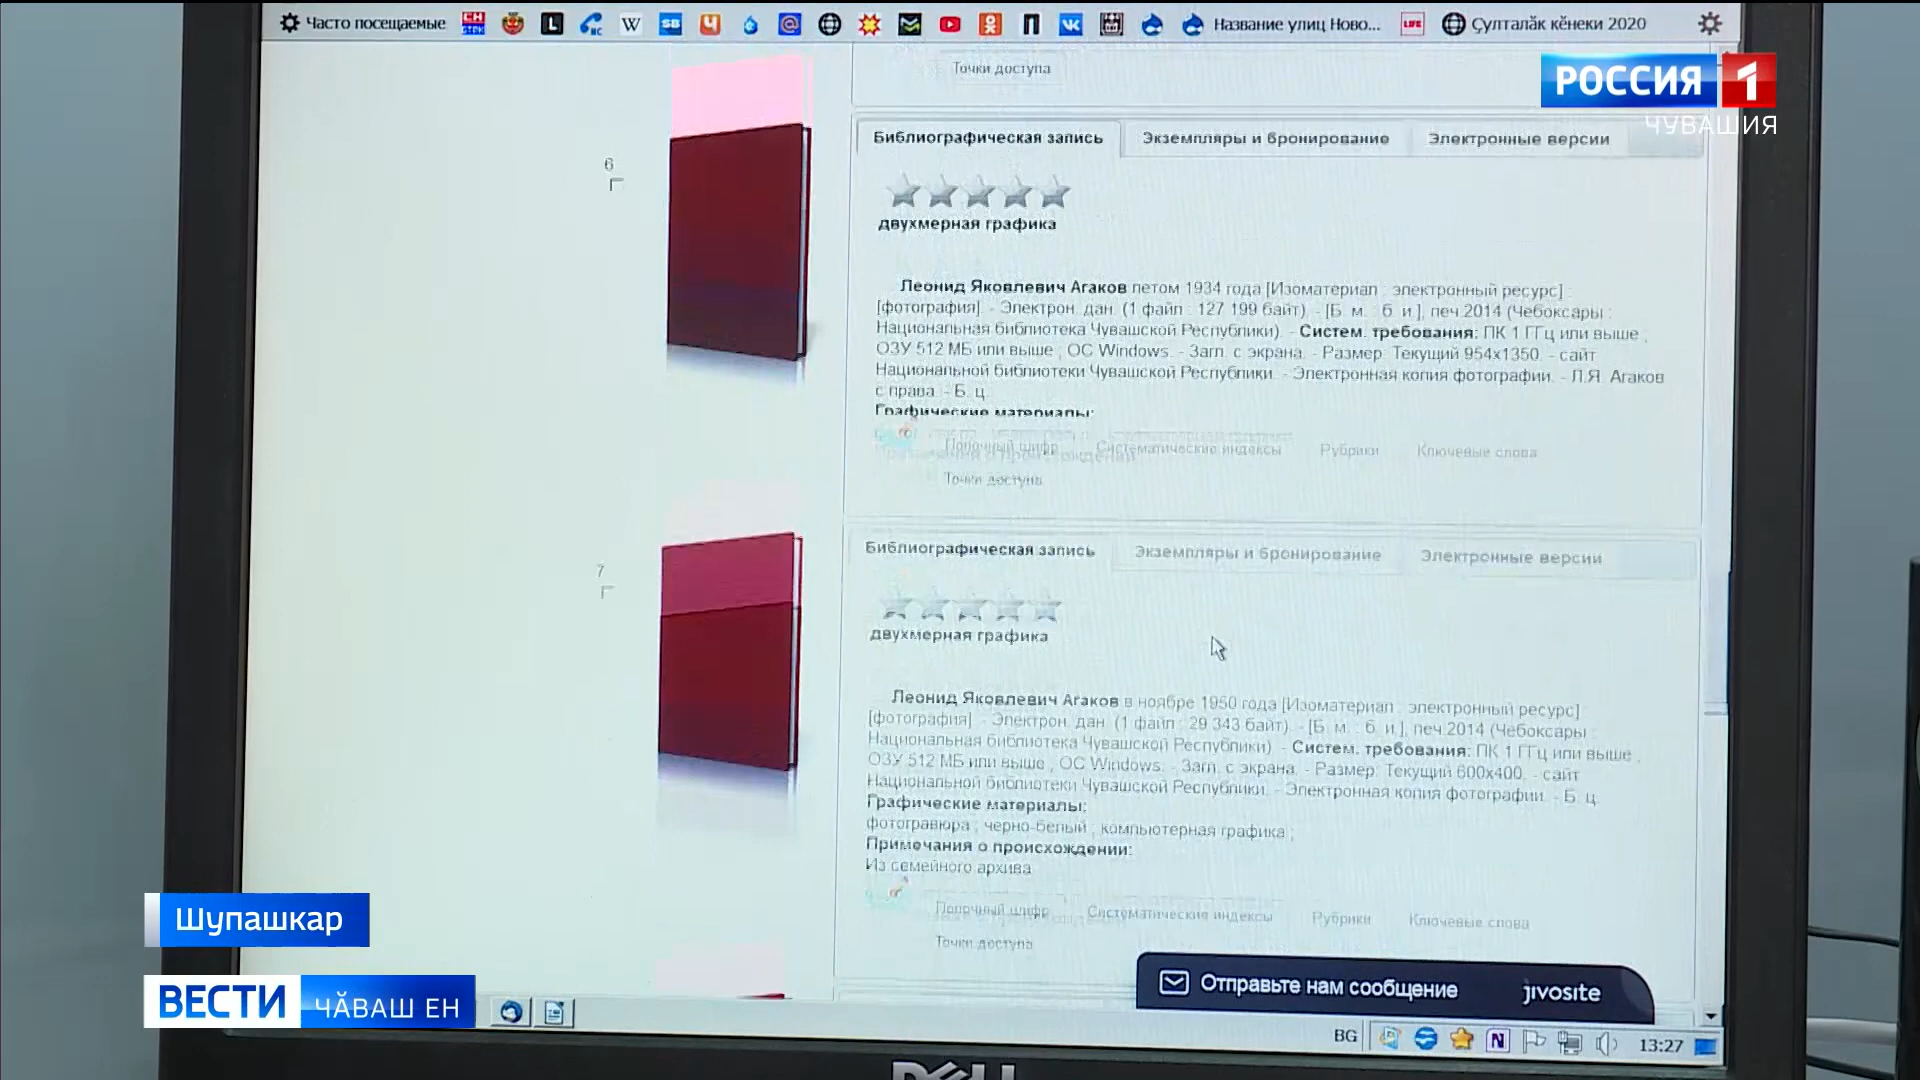 Часто посещаемые
Название улиц Ново...
LIFE
Ҫулталăк кĕнеки 2020
РОССИЯ 1
ЧУВАШИЯ
Точки доступа
Библиографическая запись Экземпляры и бронирование Электронные версии
6
двухмерная графика
Леонид Яковлевич Агаков летом 1934 года [Изоматериал : электронный ресурс] :
[фотография]. - Электрон. дан. (1 файл : 127 199 байт). - [Б. м. : б. и.], печ.2014 (Чебоксары :
Национальная библиотека Чувашской Республики). - Систем. требования: ПК 1 ГГц или выше ;
ОЗУ 512 МБ или выше ; ОС Windows. - Загл. с экрана. - Размер: Текущий 954x1350. - сайт
Национальной библиотеки Чувашской Республики. - Электронная копия фотографии. - Л.Я. Агаков
с права. - Б. ц.
Графические материалы:
Полочный шифр Систематические индексы Рубрики Ключевые слова
Точки доступа
Библиографическая запись Экземпляры и бронирование Электронные версии
7
двухмерная графика
Леонид Яковлевич Агаков в ноябре 1950 года [Изоматериал : электронный ресурс] :
[фотография]. - Электрон. дан. (1 файл : 29 343 байт). - [Б. м. : б. и.], печ.2014 (Чебоксары :
Национальная библиотека Чувашской Республики). - Систем. требования: ПК 1 ГГц или выше ;
ОЗУ 512 МБ или выше ; ОС Windows. - Загл. с экрана. - Размер: Текущий 600x400. - сайт
Национальной библиотеки Чувашской Республики. - Электронная копия фотографии. - Б. ц.
Графические материалы:
фотогравюра ; черно-белый ; компьютерная графика ;
Примечания о происхождении:
Из семейного архива
Полочный шифр Систематические индексы Рубрики Ключевые слова
Точки доступа
Отправьте нам сообщение jivosite
Шупашкар
ВЕСТИ ЧӐВАШ ЕН
BG 13:27
DELL